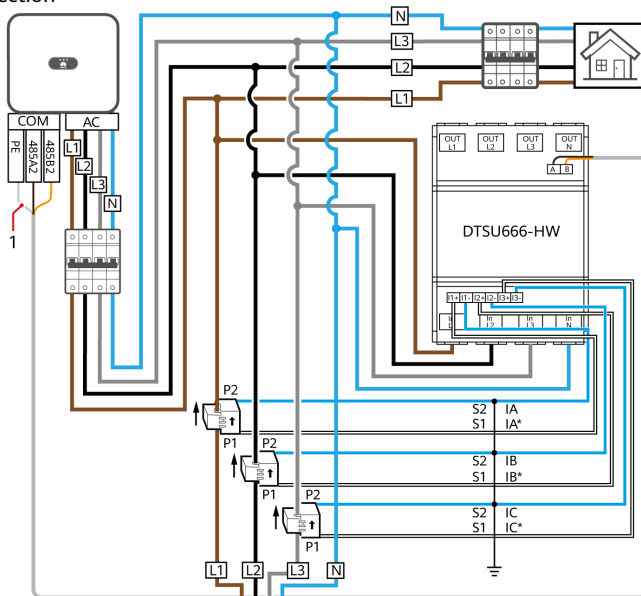 ection
N
L3
L2
L1
COM
AC
PE
485A2
485B2
L1
L2
L3
N
1
OUT L1
OUT L2
OUT L3
OUT N
A B
DTSU666-HW
I1+ I1- I2+ I2- I3+ I3-
In
In L2
In L3
In N
P2
P1
S2 IA
S1 IA*
P2
P1
S2 IB
S1 IB*
P2
P1
S2 IC
S1 IC*
L1
L2
L3
N